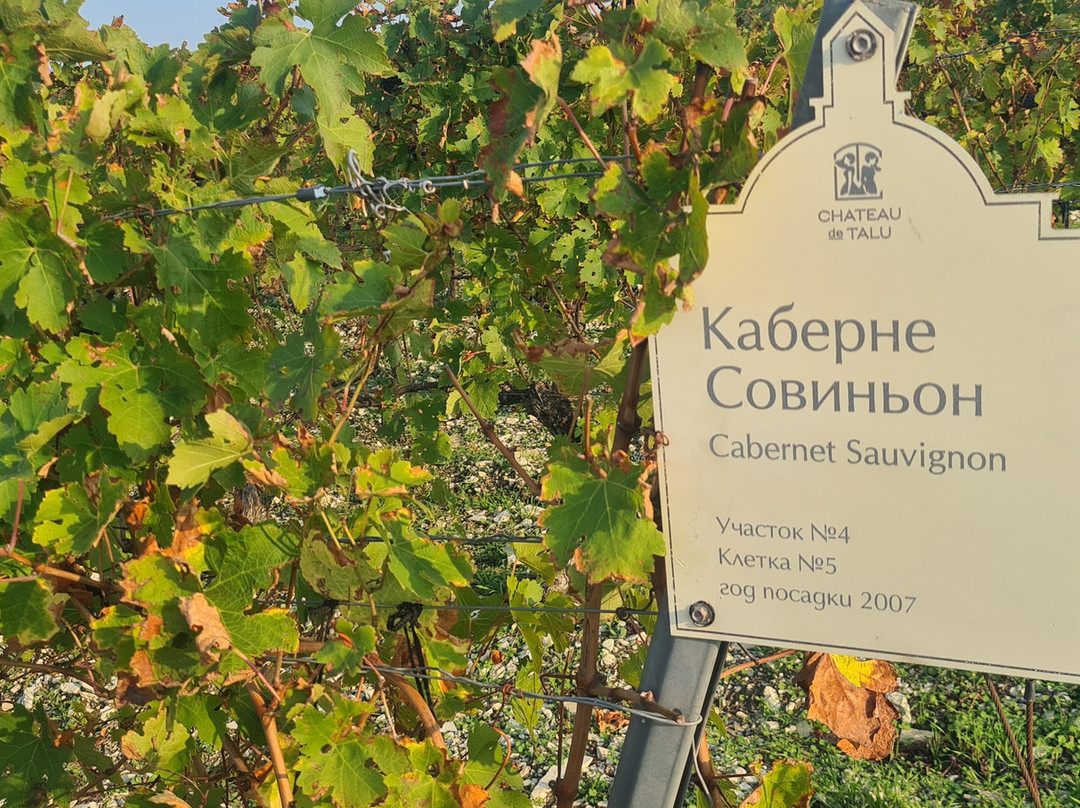 CHATEAU
de TALU
Каберне
Совиньон
Cabernet Sauvignon
Участок №4
Клетка №5
год посадки 2007